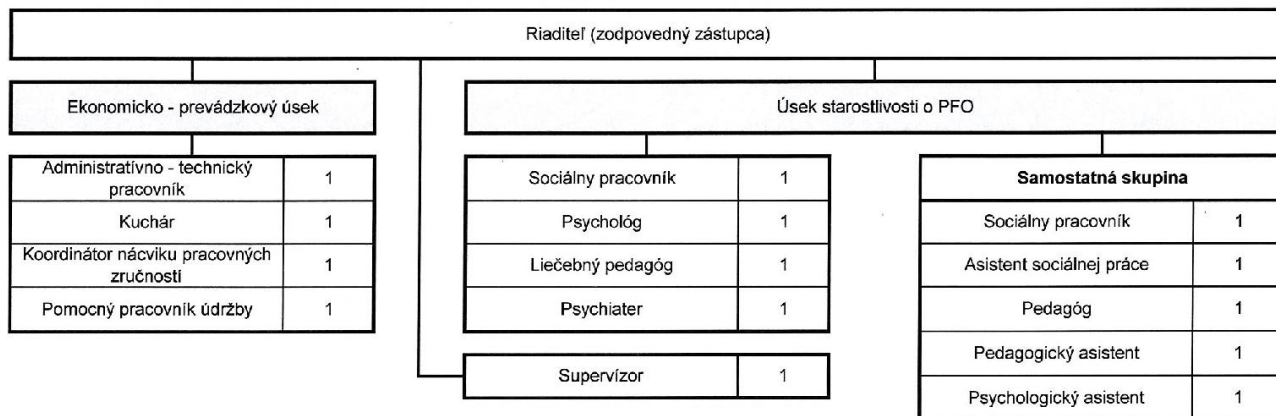 Riaditeľ (zodpovedný zástupca)
Ekonomicko - prevádzkový úsek
Úsek starostlivosti o PFO
Administratívno - technický
pracovník
1
Kuchár
1
Koordinátor nácviku pracovných
zručností
1
Pomocný pracovník údržby
1
Sociálny pracovník
1
Psychológ
1
Liečebný pedagóg
1
Psychiater
1
Supervízor
1
Samostatná skupina
Sociálny pracovník
1
Asistent sociálnej práce
1
Pedagóg
1
Pedagogický asistent
1
Psychologický asistent
1